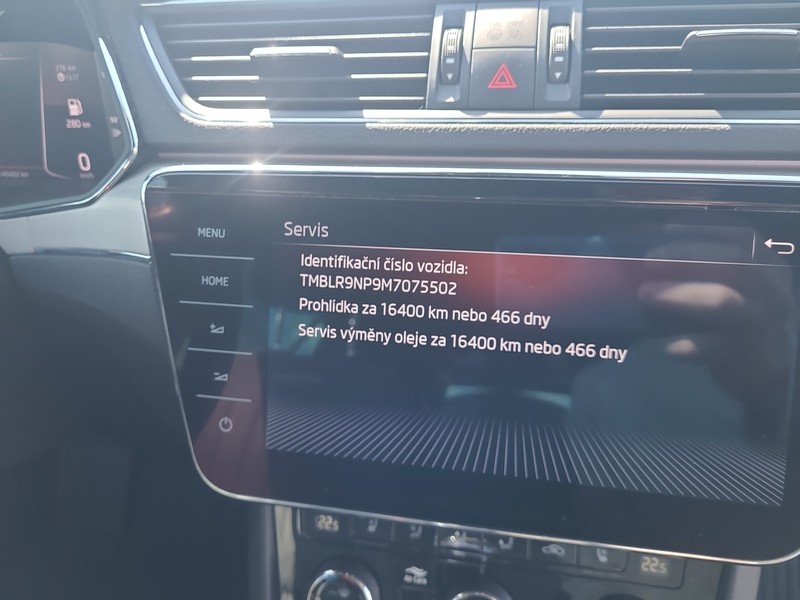 280 km
0
km/h
MENU
Servis
Identifikační číslo vozidla:
TMBLR9NP9M7075502
HOME
Prohlídka za 16400 km nebo 466 dny
Servis výměny oleje za 16400 km nebo 466 dny
22.5
22.5